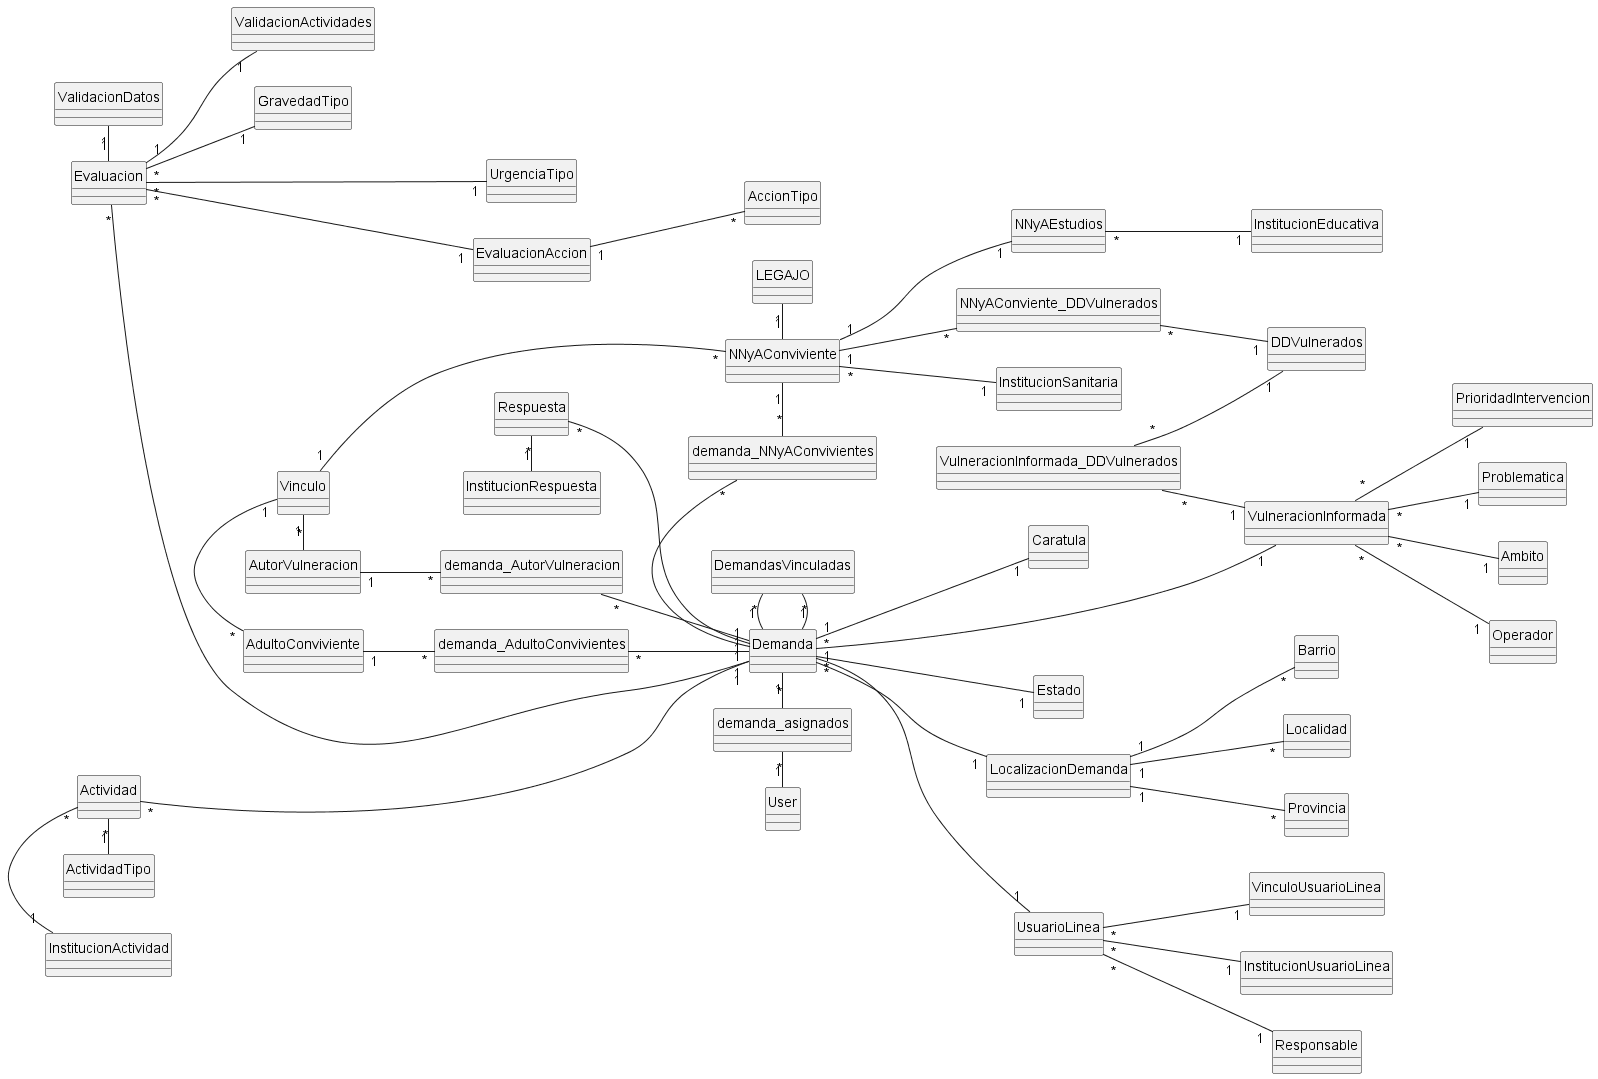 ValidacionActividades
1
ValidacionDatos
1
GravedadTipo
1
1
Evaluacion
*
*
*
*
UrgenciaTipo
1
AccionTipo
*
EvaluacionAccion
1
1
NNyAEstudios
1
*
InstitucionEducativa
1
LEGAJO
1
NNyAConviente_DDVulnerados
*
*
NNyAConviviente
*
1
1
*
1
DDVulnerados
1
1
InstitucionSanitaria
1
PrioridadIntervencion
1
Respuesta
*
*
demanda_NNyAConvivientes
*
*
VulneracionInformada_DDVulnerados
*
*
Vinculo
1
1
1
InstitucionRespuesta
1
Problematica
1
VulneracionInformada
1
*
*
*
*
1
Caratula
1
Ambito
1
AutorVulneracion
*
1
demanda_AutorVulneracion
*
*
DemandasVinculadas
*
*
AdultoConviviente
*
1
demanda_AdultoConvivientes
*
*
Demanda
1
1
1
1
1
*
1
*
Operador
1
Barrio
*
Estado
1
demanda_asignados
*
*
Localidad
*
LocalizacionDemanda
1
1
1
1
Actividad
*
*
*
User
1
Provincia
*
ActividadTipo
1
VinculoUsuarioLinea
1
UsuarioLinea
1
*
*
*
InstitucionActividad
1
InstitucionUsuarioLinea
1
Responsable
1